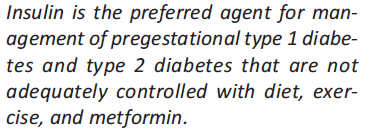 Insulin is the preferred agent for man-
agement of pregestational type 1 diabe-
tes and type 2 diabetes that are not
adequately controlled with diet, exer-
cise, and metformin.